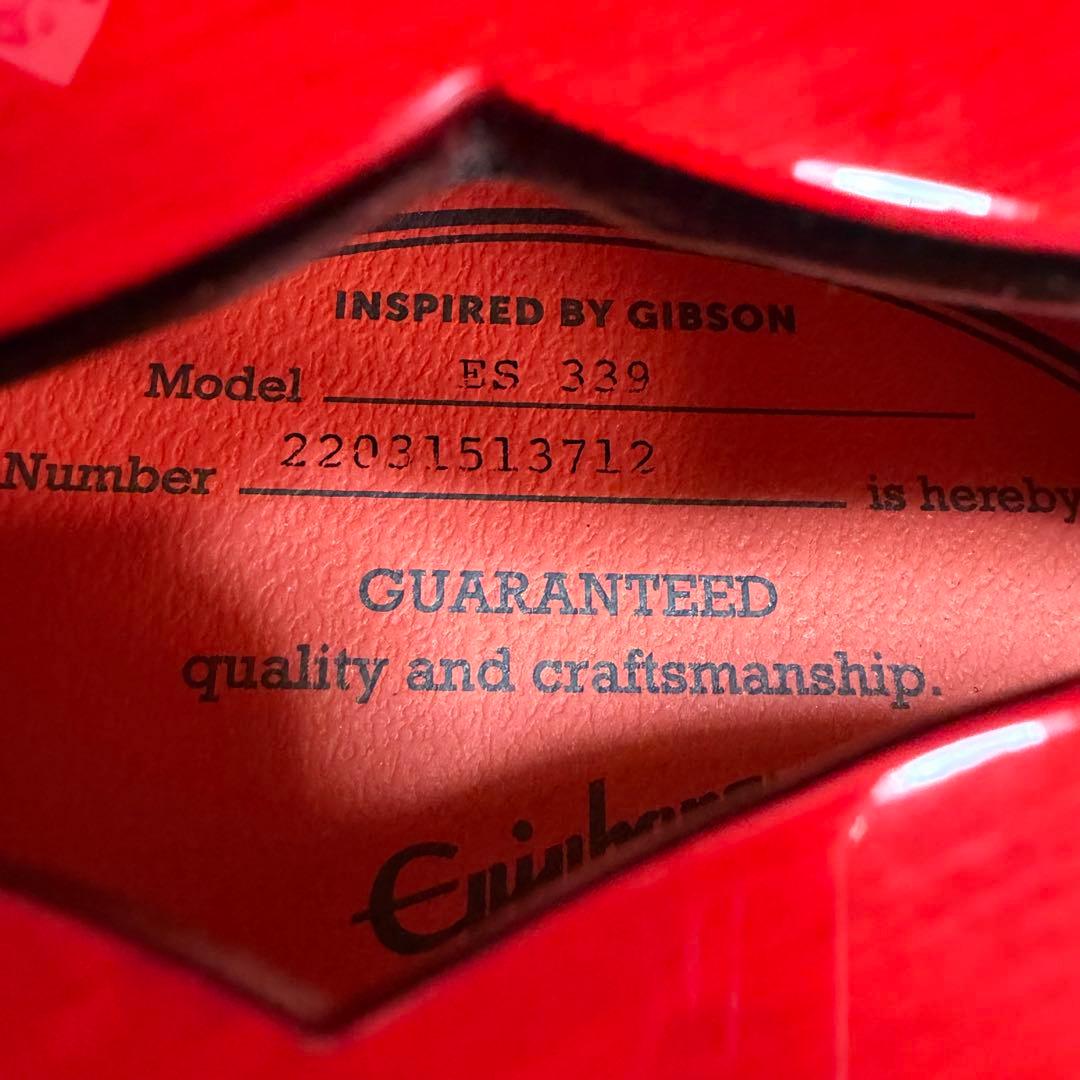 INSPIRED BY GIBSON
Model ES 339
Number 22031513712 is hereby
GUARANTEED
quality and craftsmanship.